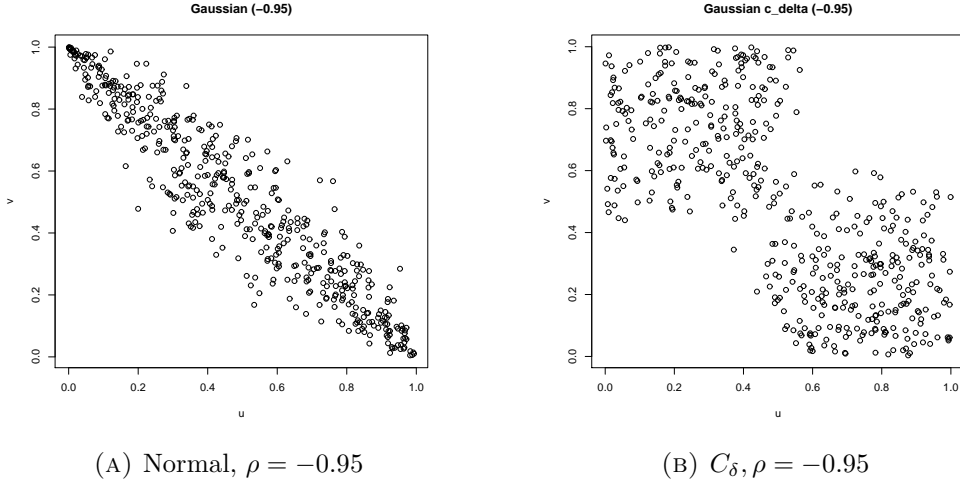 Gaussian (−0.95)
v
1.0
0.8
0.6
0.4
0.2
0.0
0.0 0.2 0.4 0.6 0.8 1.0
u
(A) Normal, ρ = −0.95
Gaussian c_delta (−0.95)
v
1.0
0.8
0.6
0.4
0.2
0.0
0.0 0.2 0.4 0.6 0.8 1.0
u
(B) Cδ, ρ = −0.95